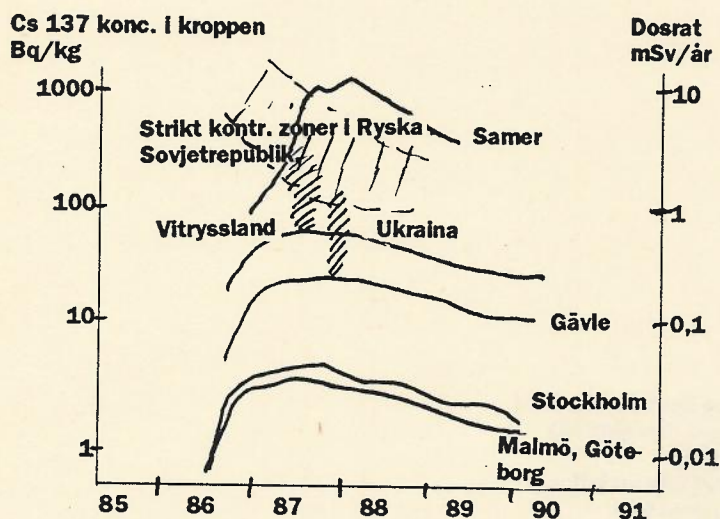 Cs 137 konc. i kroppen
Bq/kg
Dosrat
mSv/år
1000
10
Strikt kontr. zoner i Ryska
Sovjetrepublik.
Samer
100
1
Vitryssland
Ukraina
10
0,1
Gävle
Stockholm
1
Malmö, Göte-
borg
0,01
85
86
87
88
89
90
91